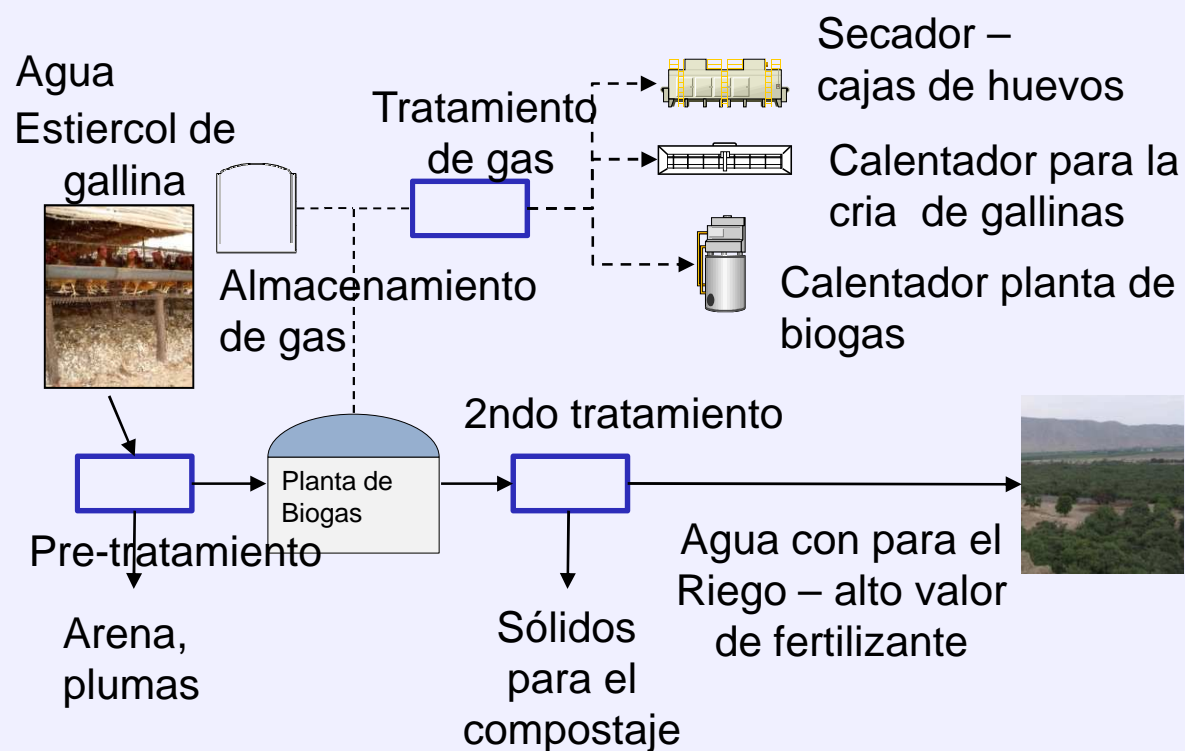 Agua
Estiercol de
gallina
Tratamiento
de gas
Secador –
cajas de huevos
Calentador para la
cria de gallinas
Calentador planta de
biogas
Almacenamiento
de gas
2ndo tratamiento
Planta de
Biogas
Pre-tratamiento
Arena,
plumas
Sólidos
para el
compostaje
Agua con para el
Riego – alto valor
de fertilizante